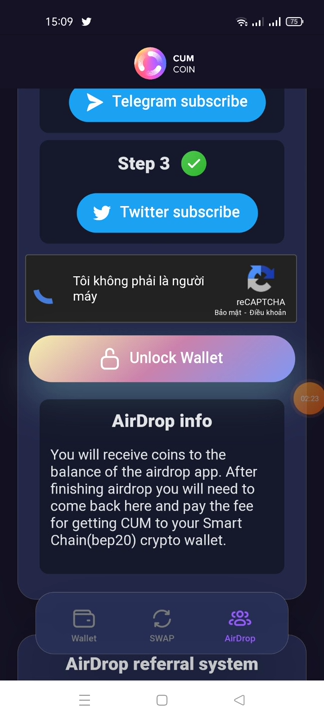 15:09
75
CUM
COIN
Telegram subscribe
Step 3
Twitter subscribe
Tôi không phải là người
máy
reCAPTCHA
Bảo mật - Điều khoản
Unlock Wallet
00:23
AirDrop info
You will receive coins to the
balance of the airdrop app. After
finishing airdrop you will need to
come back here and pay the fee
for getting CUM to your Smart
Chain(bep20) crypto wallet.
Wallet
SWAP
AirDrop
AirDrop referral system